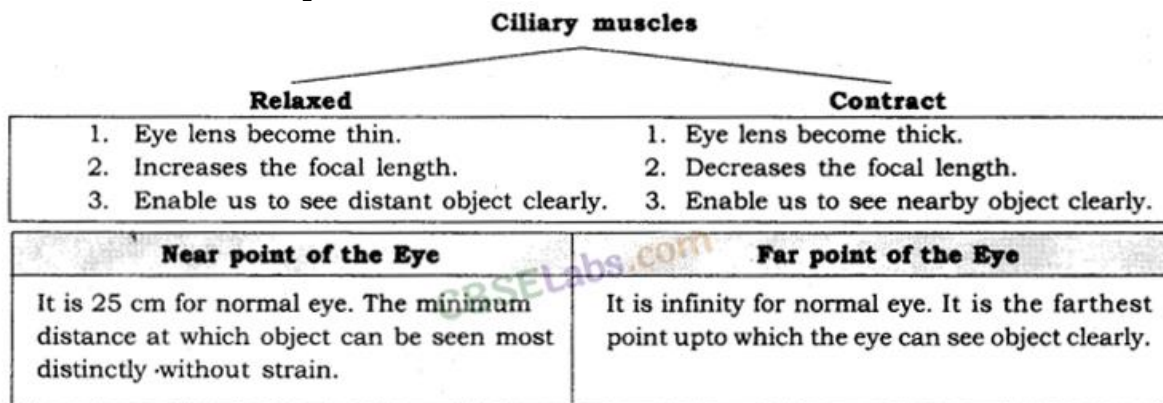 Ciliary muscles
Relaxed
1. Eye lens become thin.
2. Increases the focal length.
3. Enable us to see distant object clearly.
Contract
1. Eye lens become thick.
2. Decreases the focal length.
3. Enable us to see nearby object clearly.
Near point of the Eye
It is 25 cm for normal eye. The minimum
distance at which object can be seen most
distinctly without strain.
Far point of the Eye
It is infinity for normal eye. It is the farthest
point upto which the eye can see object clearly.
CBSELabs.com